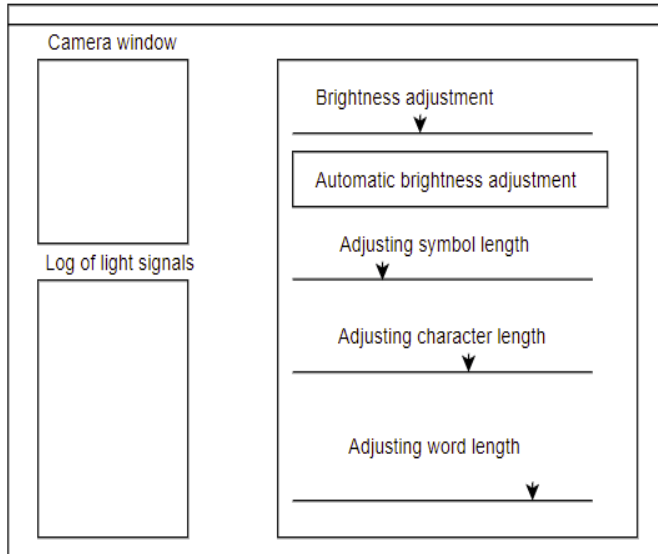 Camera window
Brightness adjustment
Automatic brightness adjustment
Adjusting symbol length
Log of light signals
Adjusting character length
Adjusting word length